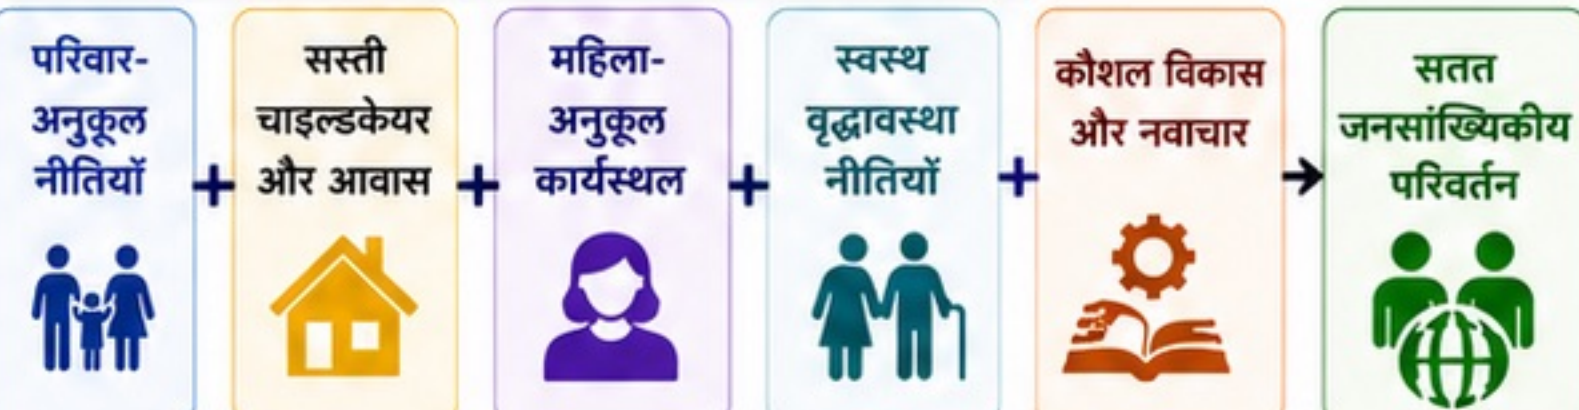 परिवार-
अनुकूल
नीतियाँ
+
सस्ती
चाइल्डकेयर
और आवास
+
महिला-
अनुकूल
कार्यस्थल
+
स्वस्थ
वृद्धावस्था
नीतियाँ
+
कौशल विकास
और नवाचार
→
सतत
जनसांख्यिकीय
परिवर्तन